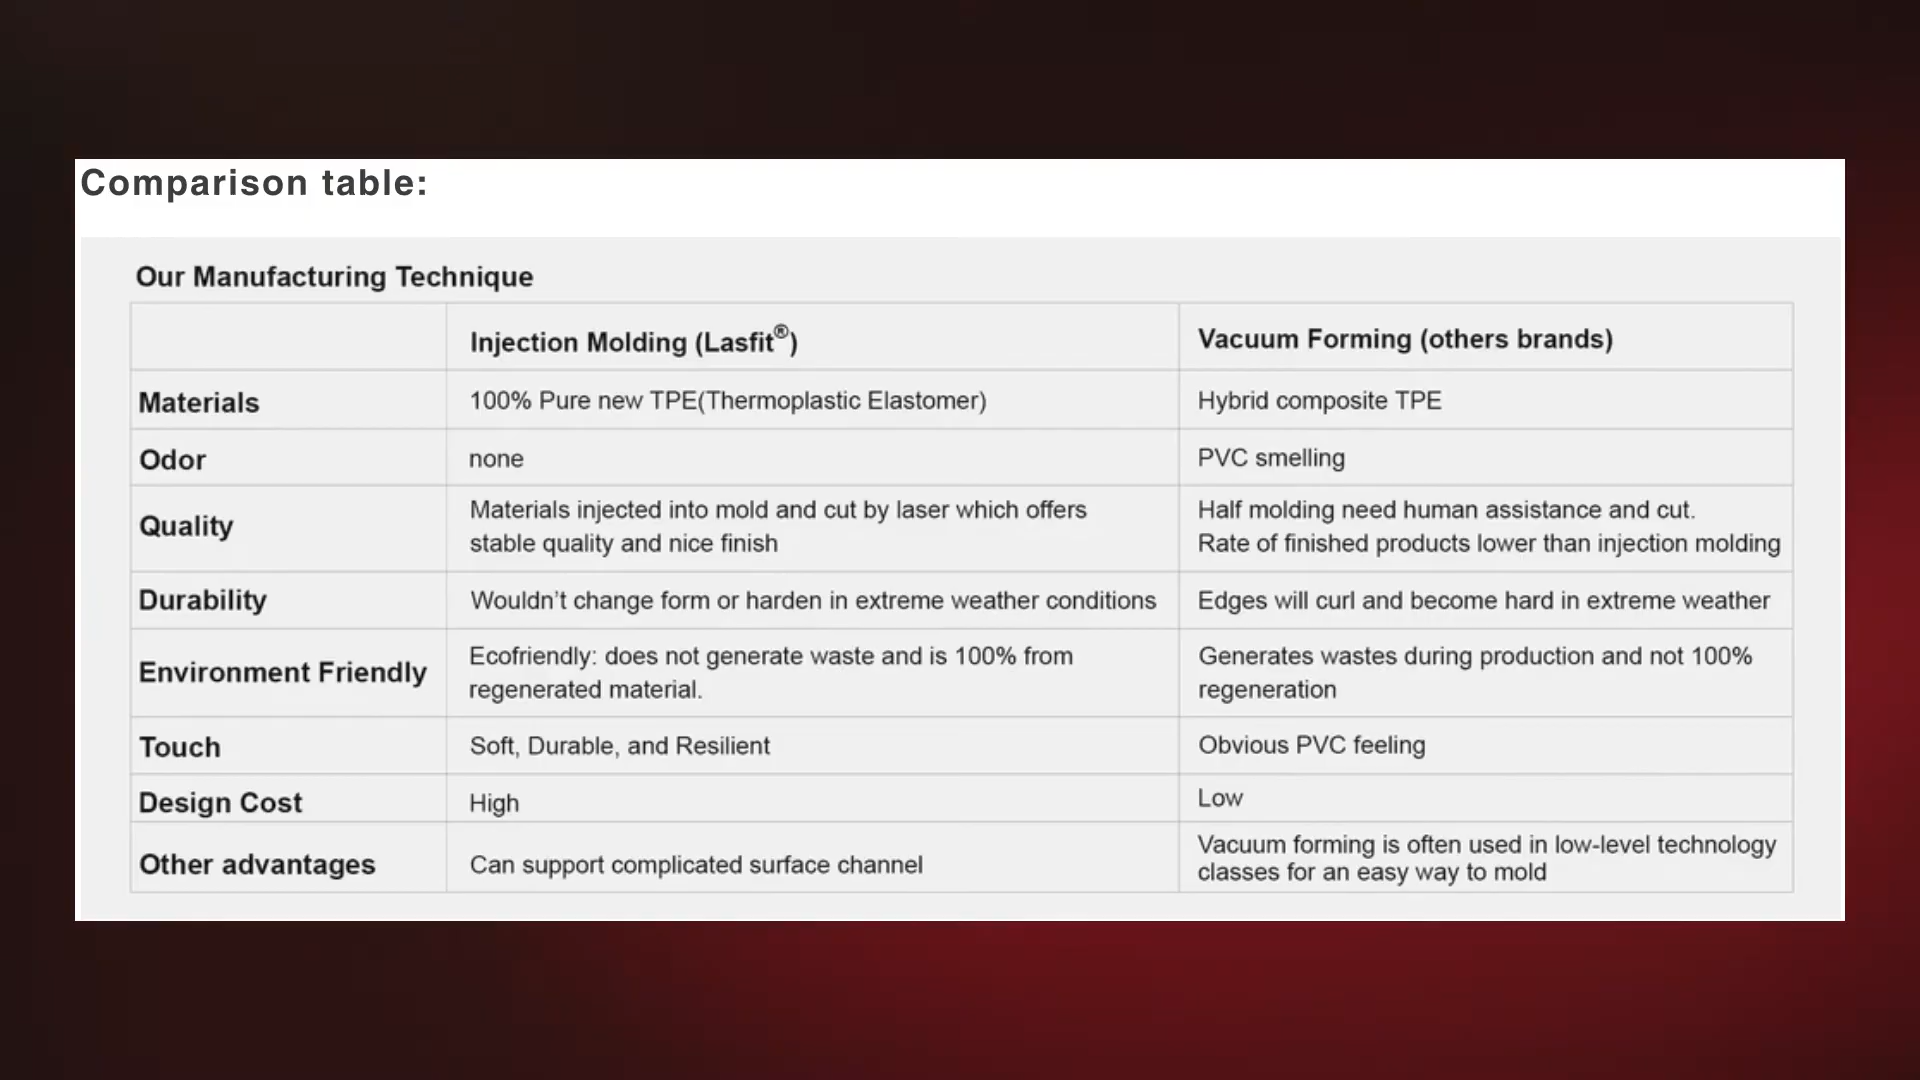 Comparison table:
Our Manufacturing Technique
Injection Molding (Lasfit®)
Vacuum Forming (others brands)
Materials
100% Pure new TPE(Thermoplastic Elastomer)
Hybrid composite TPE
Odor
none
PVC smelling
Quality
Materials injected into mold and cut by laser which offers
stable quality and nice finish
Half molding need human assistance and cut.
Rate of finished products lower than injection molding
Durability
Wouldn't change form or harden in extreme weather conditions
Edges will curl and become hard in extreme weather
Environment Friendly
Ecofriendly: does not generate waste and is 100% from
regenerated material.
Generates wastes during production and not 100%
regeneration
Touch
Soft, Durable, and Resilient
Obvious PVC feeling
Design Cost
High
Low
Other advantages
Can support complicated surface channel
Vacuum forming is often used in low-level technology
classes for an easy way to mold